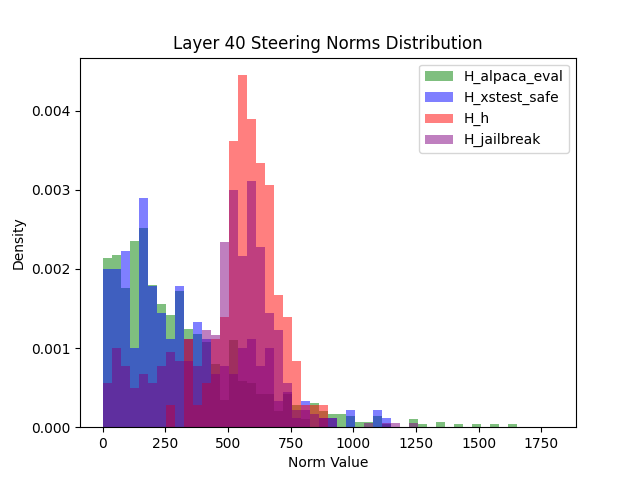 Layer 40 Steering Norms Distribution
H_alpaca_eval
H_xstest_safe
H_h
H_jailbreak
Density
0.004
0.003
0.002
0.001
0.000
0 250 500 750 1000 1250 1500 1750
Norm Value